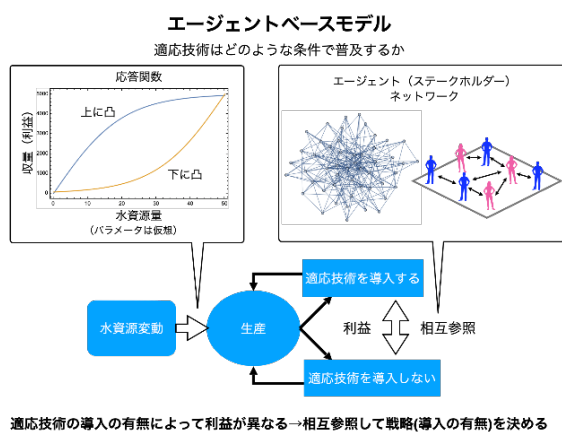 エージェントベースモデル
適応技術はどのような条件で普及するか
応答関数
収量（利益）
5000
4000
3000
2000
1000
0
上に凸
下に凸
0 10 20 30 40 50
水資源量
（パラメータは仮想）
エージェント（ステークホルダー）
ネットワーク
水資源変動
生産
適応技術を導入する
利益
相互参照
適応技術を導入しない
適応技術の導入の有無によって利益が異なる→相互参照して戦略(導入の有無)を決める